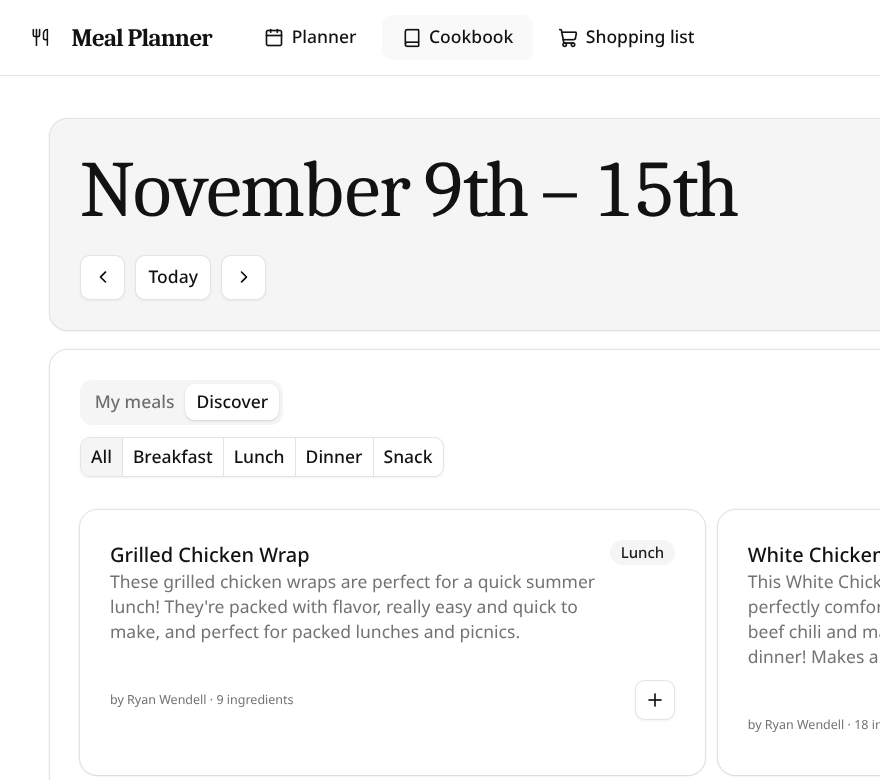 Meal Planner Planner Cookbook Shopping list
November 9th – 15th
Today
My meals Discover
All Breakfast Lunch Dinner Snack
Grilled Chicken Wrap Lunch
These grilled chicken wraps are perfect for a quick summer
lunch! They're packed with flavor, really easy and quick to
make, and perfect for packed lunches and picnics.
by Ryan Wendell · 9 ingredients
White Chicken
This White Chick
perfectly comfor
beef chili and
dinner! Makes a
by Ryan Wendell · 18